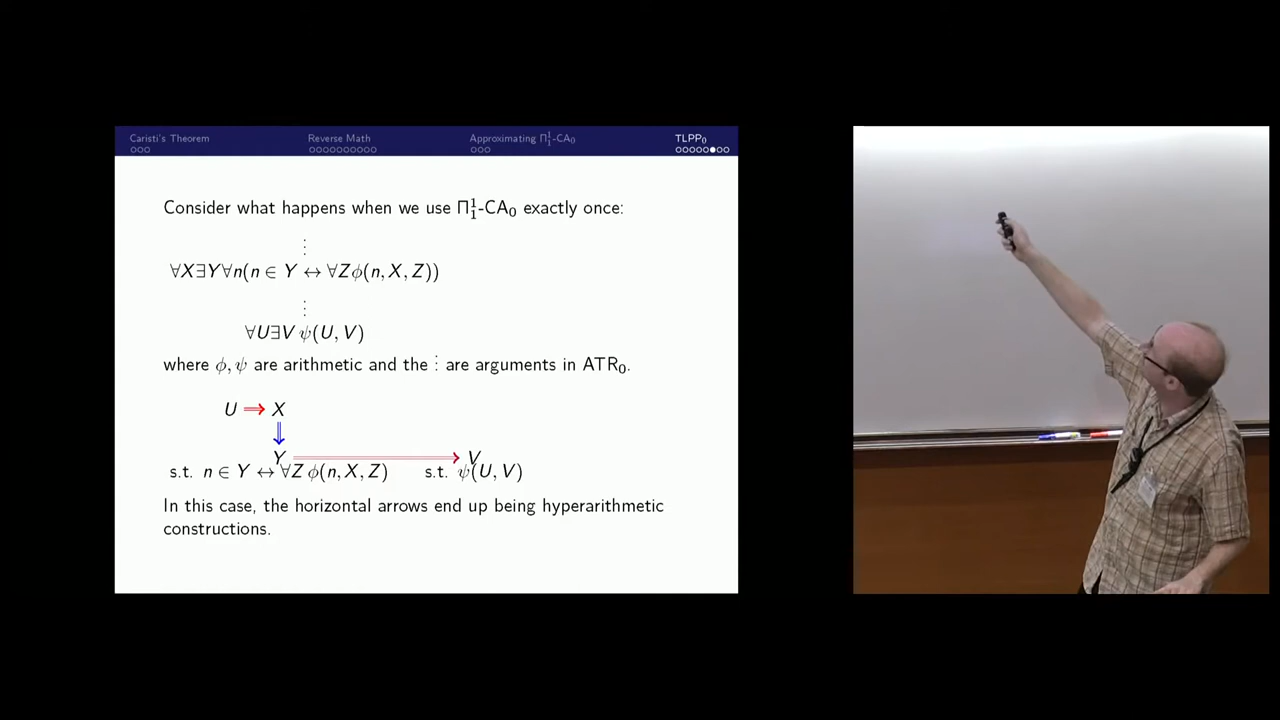 Caristi's Theorem Reverse Math Approximating Π¹₁-CA₀ TLPP₀
Consider what happens when we use Π¹₁-CA₀ exactly once:
⋮
∀X∃Y∀n(n ∈ Y ↔ ∀Zϕ(n, X, Z))
⋮
∀U∃V ψ(U, V)
where ϕ, ψ are arithmetic and the ⋮ are arguments in ATR₀.
U ⇒ X
⇓
Y ⇒ V
s.t. n ∈ Y ↔ ∀Z ϕ(n, X, Z) s.t. ψ(U, V)
In this case, the horizontal arrows end up being hyperarithmetic
constructions.